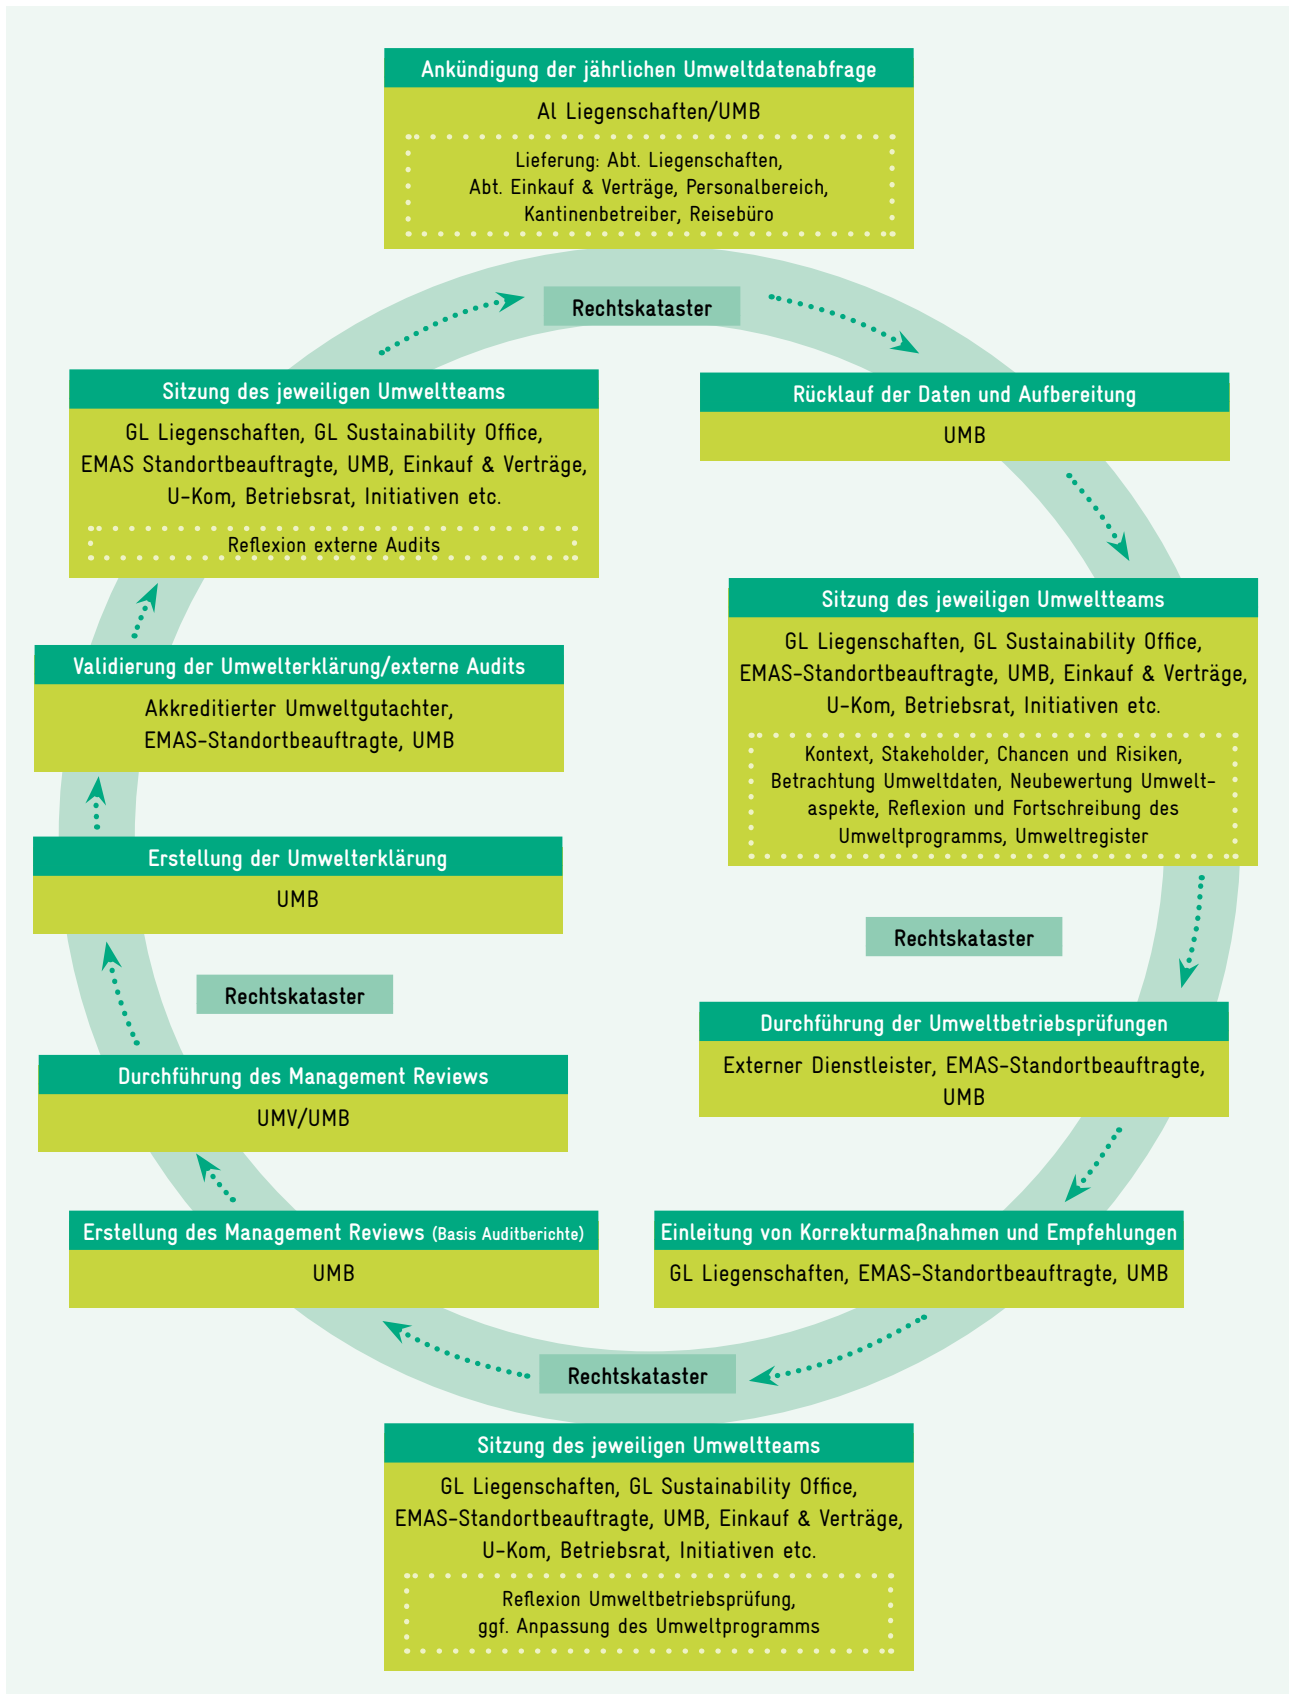 Ankündigung der jährlichen Umweltdatenabfrage
Al Liegenschaften/UMB
Lieferung: Abt. Liegenschaften,
Abt. Einkauf & Verträge, Personalbereich,
Kantinenbetreiber, Reisebüro
Rechtskataster
Rücklauf der Daten und Aufbereitung
UMB
Sitzung des jeweiligen Umweltteams
GL Liegenschaften, GL Sustainability Office,
EMAS-Standortbeauftragte, UMB, Einkauf & Verträge,
U-Kom, Betriebsrat, Initiativen etc.
Kontext, Stakeholder, Chancen und Risiken,
Betrachtung Umweltdaten, Neubewertung Umwelt-
aspekte, Reflexion und Fortschreibung des
Umweltprogramms, Umweltregister
Rechtskataster
Durchführung der Umweltbetriebsprüfungen
Externer Dienstleister, EMAS-Standortbeauftragte,
UMB
Einleitung von Korrekturmaßnahmen und Empfehlungen
GL Liegenschaften, EMAS-Standortbeauftragte, UMB
Rechtskataster
Sitzung des jeweiligen Umweltteams
GL Liegenschaften, GL Sustainability Office,
EMAS-Standortbeauftragte, UMB, Einkauf & Verträge,
U-Kom, Betriebsrat, Initiativen etc.
Reflexion Umweltbetriebsprüfung,
ggf. Anpassung des Umweltprogramms
Erstellung des Management Reviews (Basis Auditberichte)
UMB
Durchführung des Management Reviews
UMV/UMB
Rechtskataster
Erstellung der Umwelterklärung
UMB
Validierung der Umwelterklärung/externe Audits
Akkreditierter Umweltgutachter,
EMAS-Standortbeauftragte, UMB
Sitzung des jeweiligen Umweltteams
GL Liegenschaften, GL Sustainability Office,
EMAS Standortbeauftragte, UMB, Einkauf & Verträge,
U-Kom, Betriebsrat, Initiativen etc.
Reflexion externe Audits